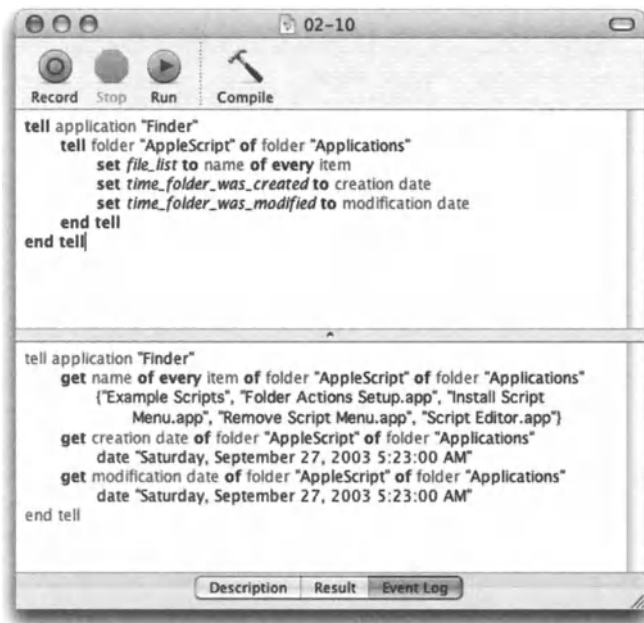 02-10
Record Stop Run Compile
tell application "Finder"
tell folder "AppleScript" of folder "Applications"
set file_list to name of every item
set time_folder_was_created to creation date
set time_folder_was_modified to modification date
end tell
end tell
tell application "Finder"
get name of every item of folder "AppleScript" of folder "Applications"
{"Example Scripts", "Folder Actions Setup.app", "Install Script
Menu.app", "Remove Script Menu.app", "Script Editor.app"}
get creation date of folder "AppleScript" of folder "Applications"
date "Saturday, September 27, 2003 5:23:00 AM"
get modification date of folder "AppleScript" of folder "Applications"
date "Saturday, September 27, 2003 5:23:00 AM"
end tell
Description Result Event Log